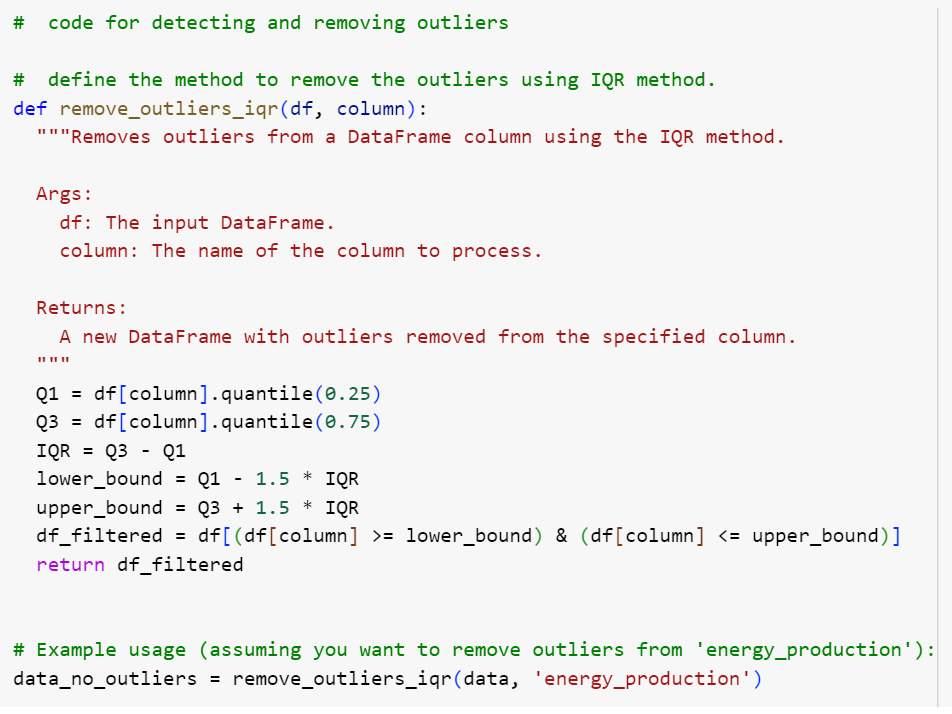 #  code for detecting and removing outliers
#  define the method to remove the outliers using IQR method.
def remove_outliers_iqr(df, column):
  """Removes outliers from a DataFrame column using the IQR method.
  Args:
    df: The input DataFrame.
    column: The name of the column to process.
  Returns:
    A new DataFrame with outliers removed from the specified column.
  """
  Q1 = df[column].quantile(0.25)
  Q3 = df[column].quantile(0.75)
  IQR = Q3 - Q1
  lower_bound = Q1 - 1.5 * IQR
  upper_bound = Q3 + 1.5 * IQR
  df_filtered = df[(df[column] >= lower_bound) & (df[column] <= upper_bound)]
  return df_filtered
# Example usage (assuming you want to remove outliers from 'energy_production'):
data_no_outliers = remove_outliers_iqr(data, 'energy_production')